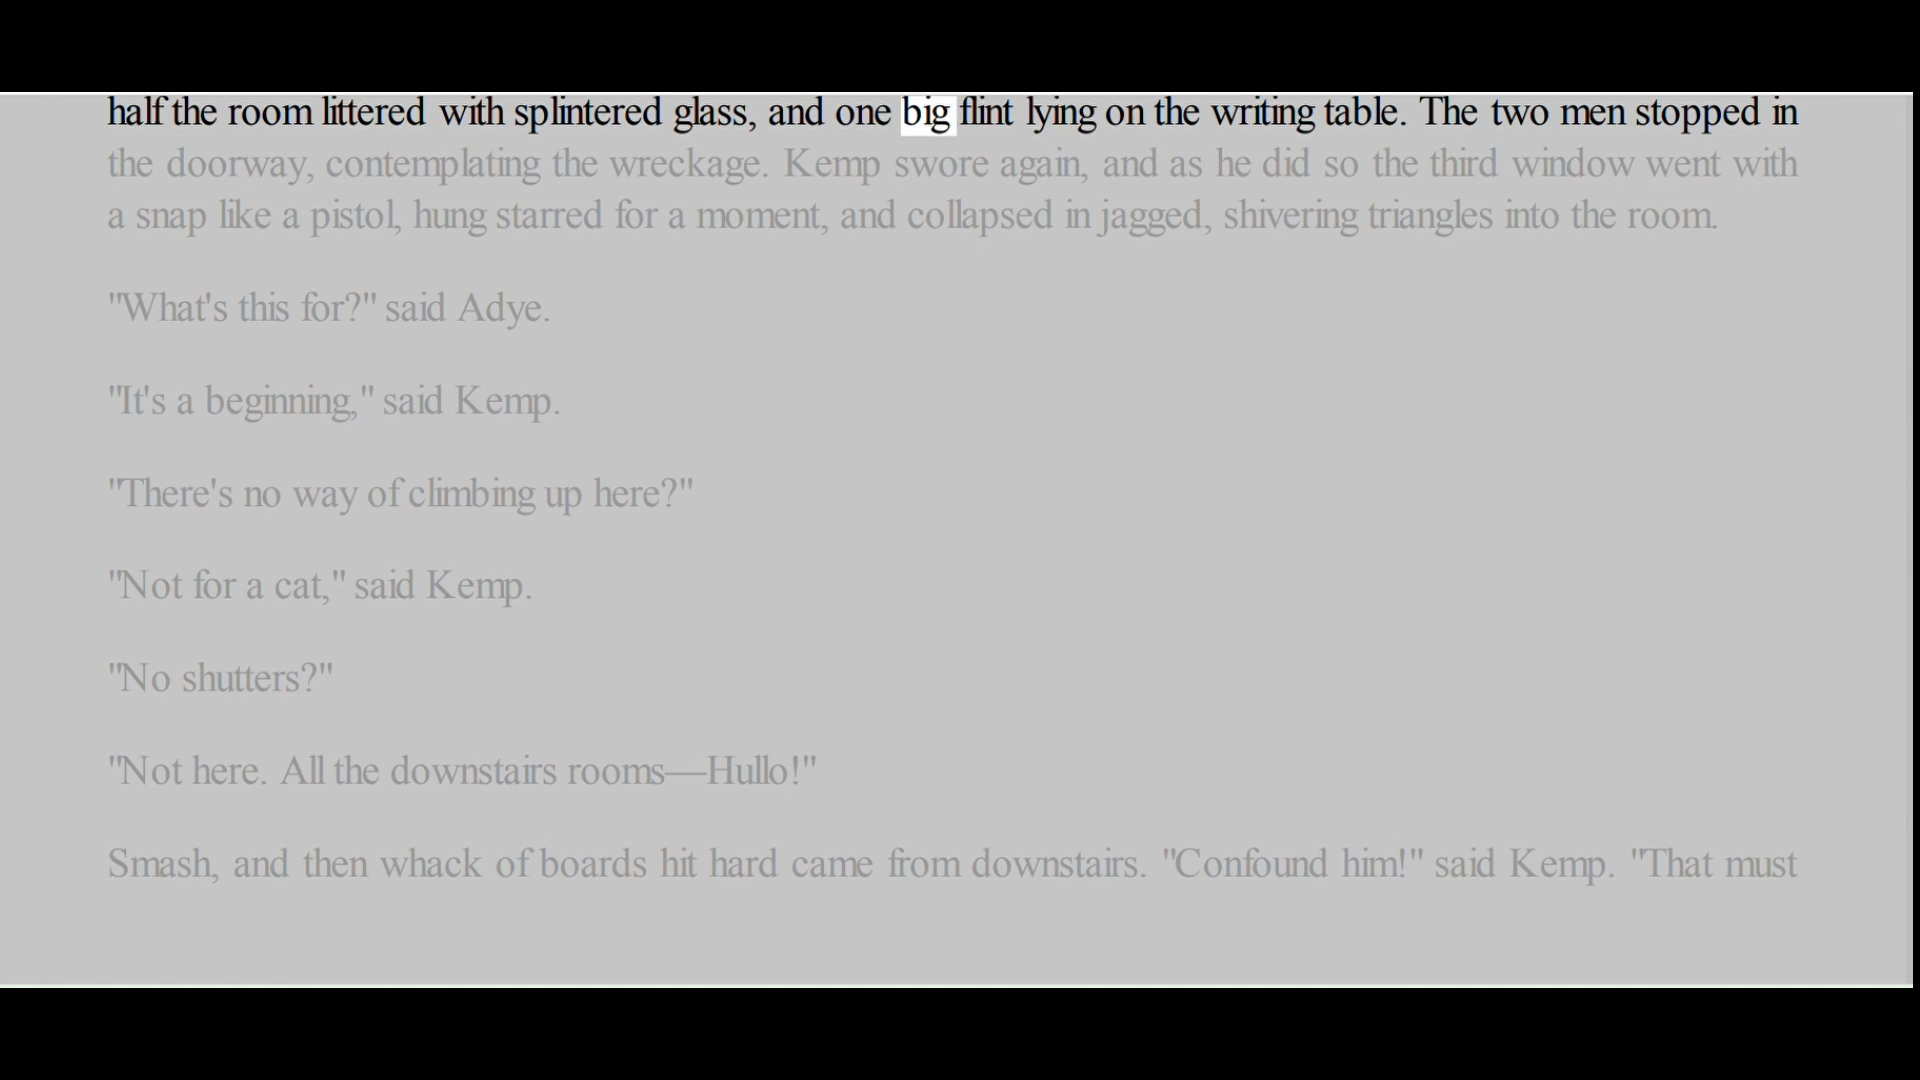 half the room littered with splintered glass, and one big flint lying on the writing table. The two men stopped in
the doorway, contemplating the wreckage. Kemp swore again, and as he did so the third window went with
a snap like a pistol, hung starred for a moment, and collapsed in jagged, shivering triangles into the room.
"What's this for?" said Adye.
"It's a beginning," said Kemp.
"There's no way of climbing up here?"
"Not for a cat," said Kemp.
"No shutters?"
"Not here. All the downstairs rooms—Hullo!"
Smash, and then whack of boards hit hard came from downstairs. "Confound him!" said Kemp. "That must